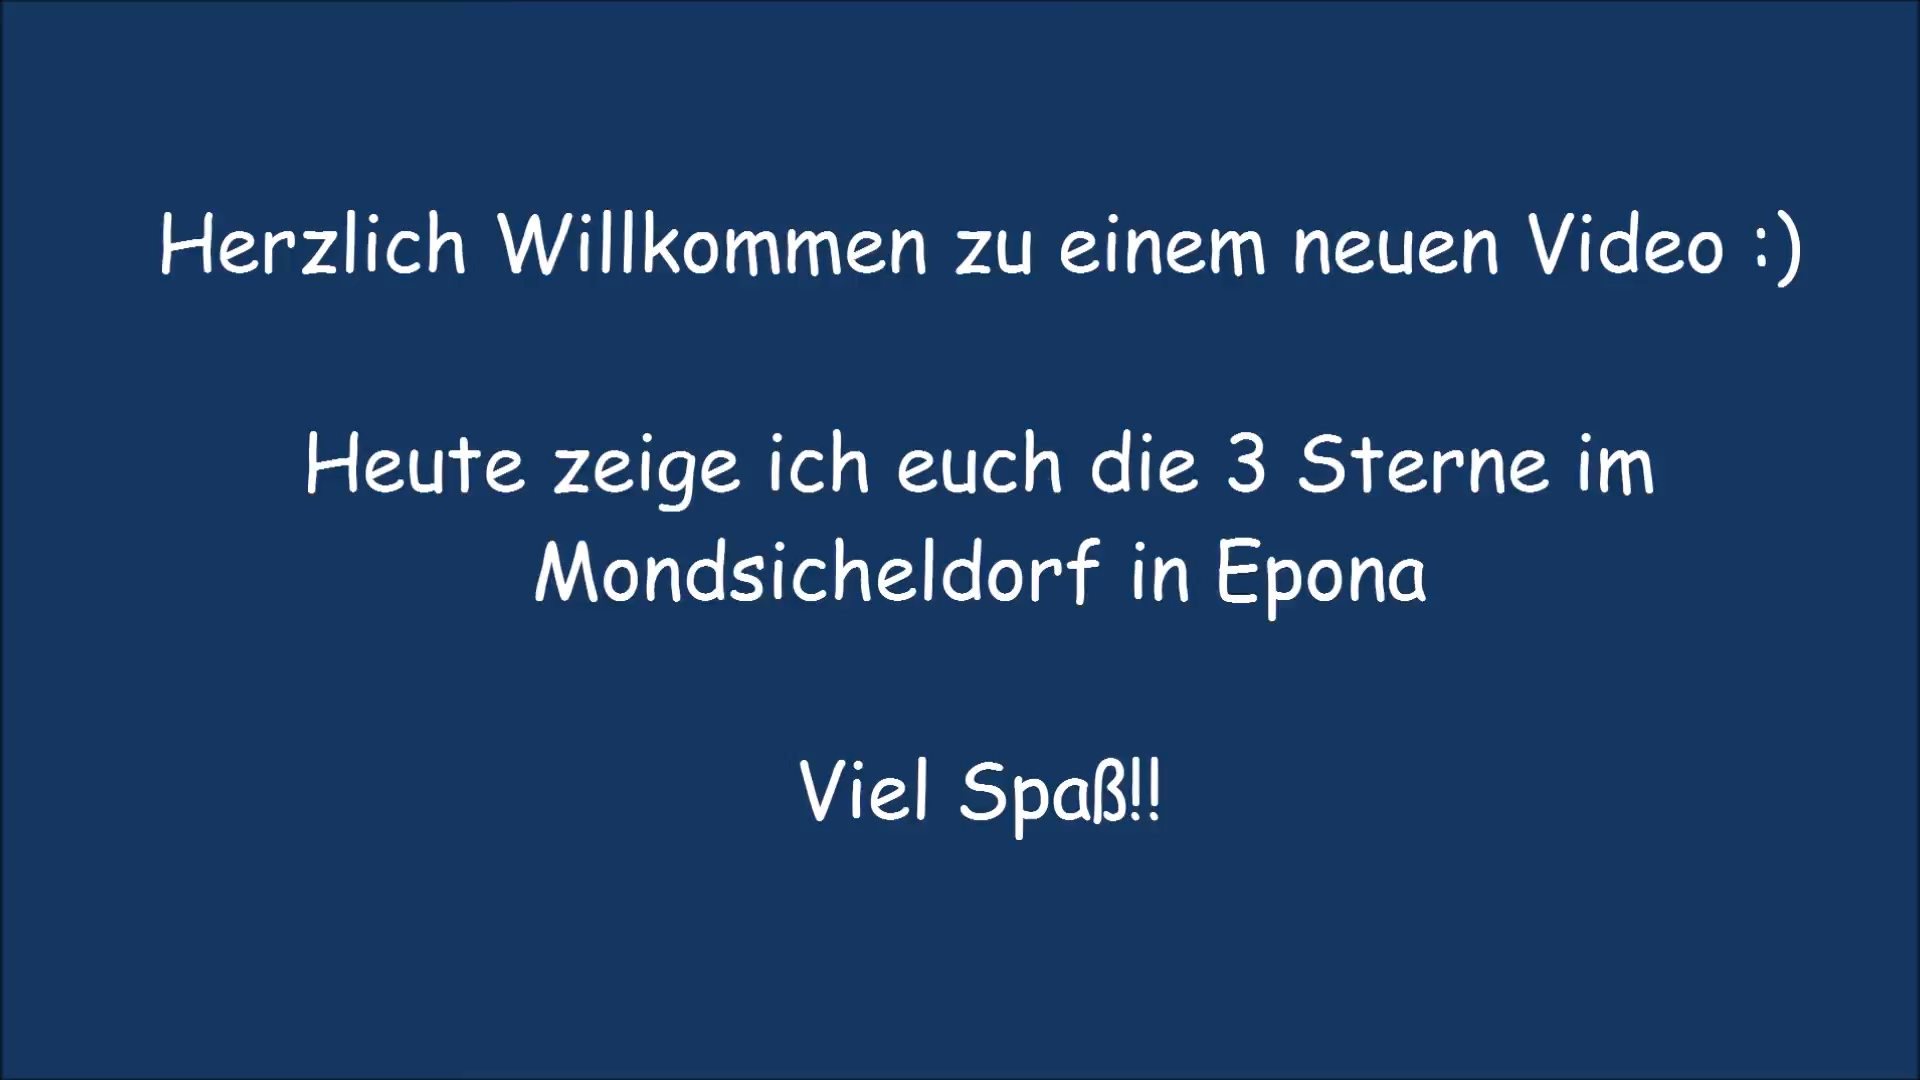 Herzlich Willkommen zu einem neuen Video :)
Heute zeige ich euch die 3 Sterne im
Mondsicheldorf in Epona
Viel Spaß!!